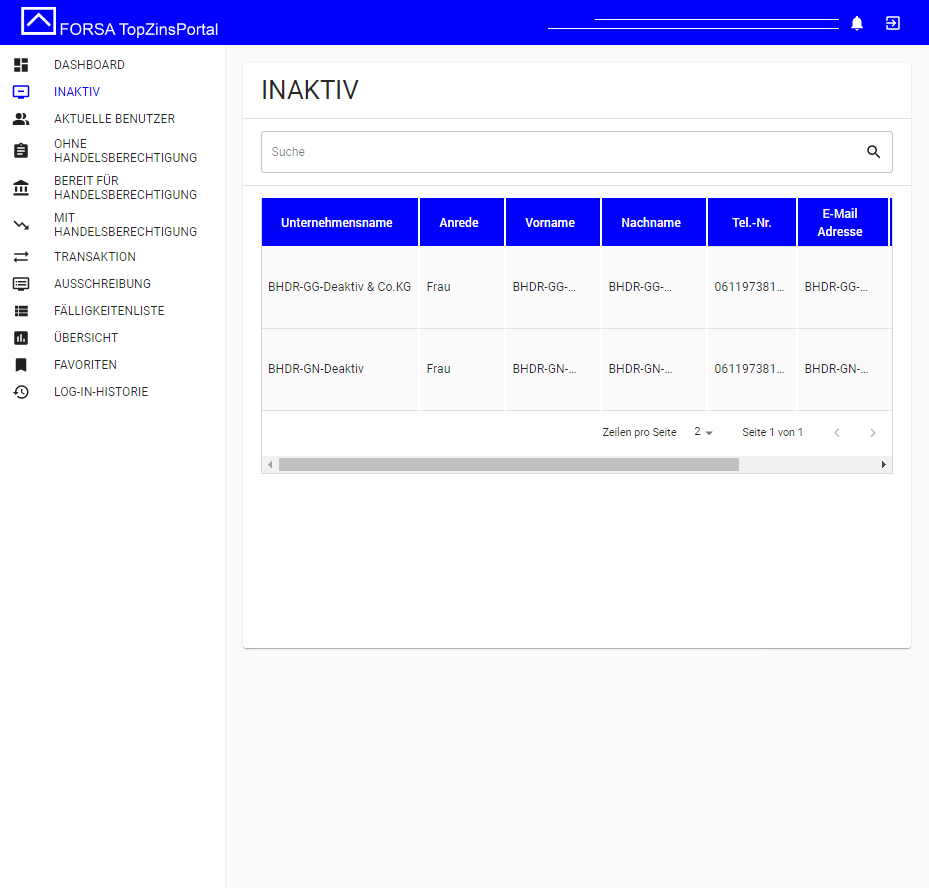 FORSA TopZinsPortal
DASHBOARD
INAKTIV
AKTUELLE BENUTZER
OHNE
HANDELSBERECHTIGUNG
BEREIT FÜR
HANDELSBERECHTIGUNG
MIT
HANDELSBERECHTIGUNG
TRANSAKTION
AUSSCHREIBUNG
FÄLLIGKEITENLISTE
ÜBERSICHT
FAVORITEN
LOG-IN-HISTORIE
INAKTIV
Suche
Unternehmensname Anrede Vorname Nachname Tel.-Nr. E-Mail
Adresse
BHDR-GG-Deaktiv & Co.KG Frau BHDR-GG-... BHDR-GG-... 061197381... BHDR-GG-...
BHDR-GN-Deaktiv Frau BHDR-GN-... BHDR-GN-... 061197381... BHDR-GN-...
Zeilen pro Seite 2 Seite 1 von 1